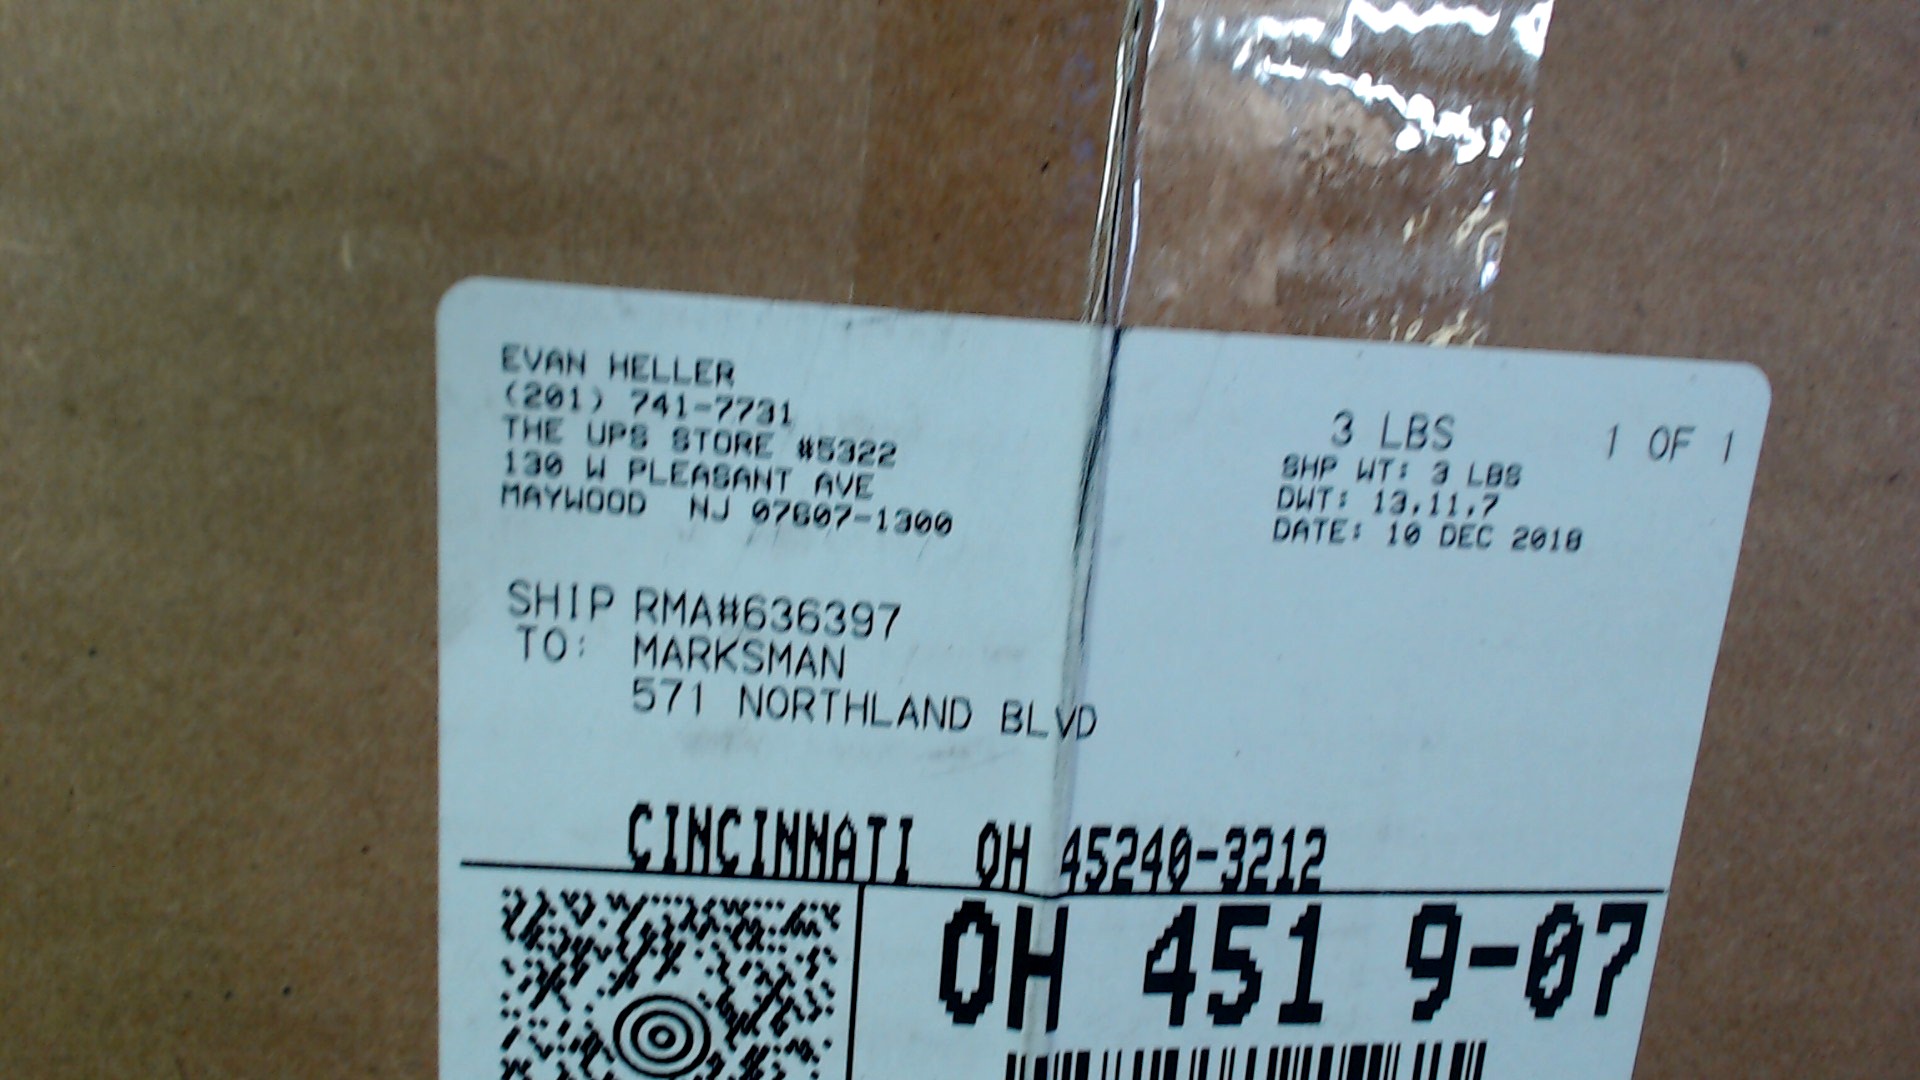 EVAN HELLER
(201) 741-7731
THE UPS STORE #5322
130 W PLEASANT AVE
MAYWOOD NJ 07607-1300
3 LBS 1 OF 1
SHP WT: 3 LBS
DWT: 13,11,7
DATE: 10 DEC 2018
SHIP RMA#636397
TO: MARKSMAN
571 NORTHLAND BLVD
CINCINNATI OH 45240-3212
OH 451 9-07